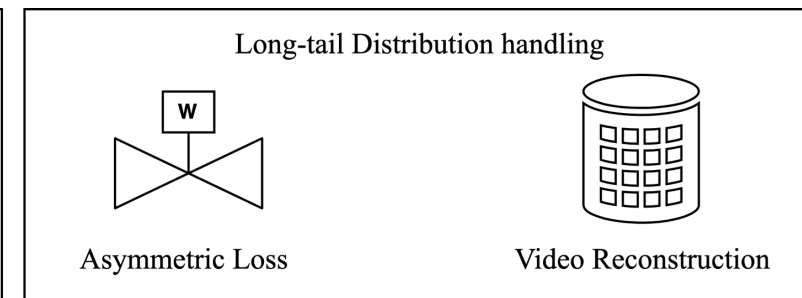 Long-tail Distribution handling
W
Asymmetric Loss
Video Reconstruction